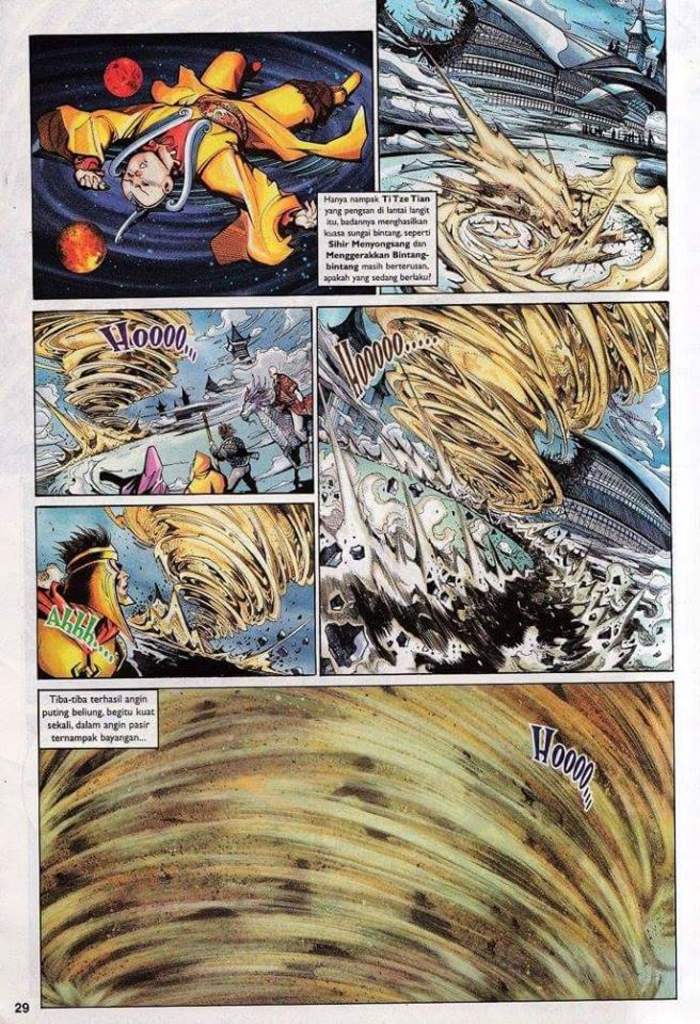 Hanya nampak Ti Tze Tian
yang pengsan di lantai langit
itu, badannya menghasilkan
kuasa sungai bintang, seperti
Sihir Menyongsang dan
Menggerakkan Bintang-
bintang masih berterusan,
apakah yang sedang berlaku?
HOOOO...
HOOOOO.....
Ahhh...
Tiba-tiba terhasil angin
puting beliung, begitu kuat
sekali, dalam angin pasir
ternampak bayangan...
HOOOO...
29